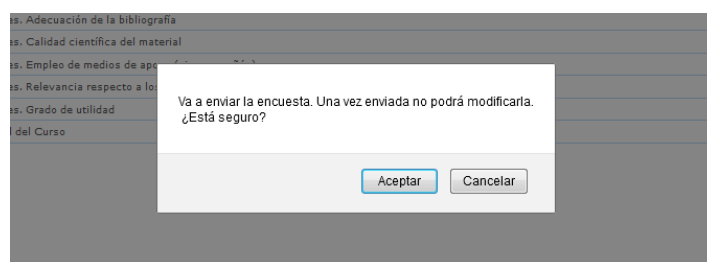 es. Adecuación de la bibliografía
es. Calidad científica del material
es. Empleo de medios de apo
es. Relevancia respecto a los
es. Grado de utilidad
l del Curso
Va a enviar la encuesta. Una vez enviada no podrá modificarla.
¿Está seguro?
Aceptar Cancelar